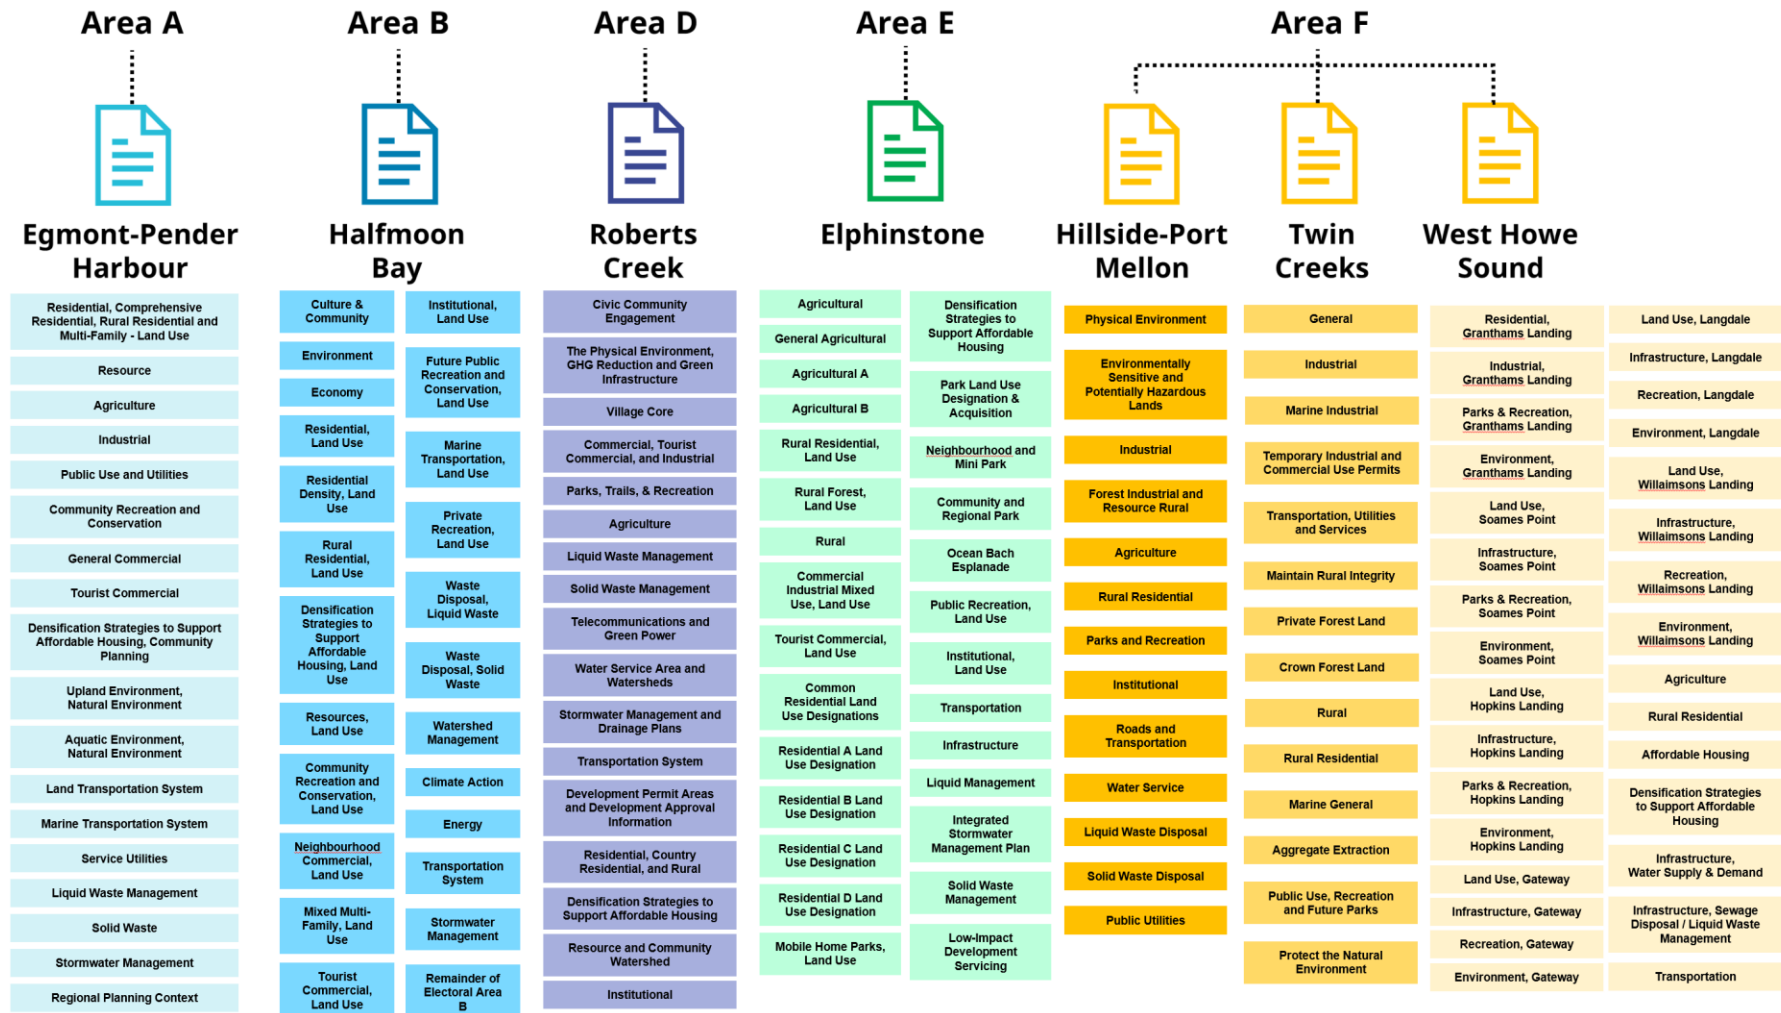 Area A
Area B
Area D
Area E
Area F
Egmont-Pender
Harbour
Halfmoon
Bay
Roberts
Creek
Elphinstone
Hillside-Port
Mellon
Twin
Creeks
West Howe
Sound
Residential, Comprehensive
Residential, Rural Residential and
Multi-Family - Land Use
Resource
Agriculture
Industrial
Public Use and Utilities
Community Recreation and
Conservation
General Commercial
Tourist Commercial
Densification Strategies to Support
Affordable Housing, Community
Planning
Upland Environment,
Natural Environment
Aquatic Environment,
Natural Environment
Land Transportation System
Marine Transportation System
Service Utilities
Liquid Waste Management
Solid Waste
Stormwater Management
Regional Planning Context
Culture &
Community
Environment
Economy
Residential,
Land Use
Residential
Density, Land
Use
Rural
Residential,
Land Use
Densification
Strategies to
Support
Affordable
Housing, Land
Use
Resources,
Land Use
Community
Recreation and
Conservation,
Land Use
Neighbourhood
Commercial,
Land Use
Mixed Multi-
Family, Land
Use
Tourist
Commercial,
Land Use
Institutional,
Land Use
Future Public
Recreation and
Conservation,
Land Use
Marine
Transportation,
Land Use
Private
Recreation,
Land Use
Waste
Disposal,
Liquid Waste
Waste
Disposal, Solid
Waste
Watershed
Management
Climate Action
Energy
Transportation
System
Stormwater
Management
Remainder of
Electoral Area
B
Civic Community
Engagement
The Physical Environment,
GHG Reduction and Green
Infrastructure
Village Core
Commercial, Tourist
Commercial, and Industrial
Parks, Trails, & Recreation
Agriculture
Liquid Waste Management
Solid Waste Management
Telecommunications and
Green Power
Water Service Area and
Watersheds
Stormwater Management and
Drainage Plans
Transportation System
Development Permit Areas
and Development Approval
Information
Residential, Country
Residential, and Rural
Densification Strategies to
Support Affordable Housing
Resource and Community
Watershed
Institutional
Agricultural
General Agricultural
Agricultural A
Agricultural B
Rural Residential,
Land Use
Rural Forest,
Land Use
Rural
Commercial
Industrial Mixed
Use, Land Use
Tourist Commercial,
Land Use
Common
Residential Land
Use Designations
Residential A Land
Use Designation
Residential B Land
Use Designation
Residential C Land
Use Designation
Residential D Land
Use Designation
Mobile Home Parks,
Land Use
Densification
Strategies to
Support Affordable
Housing
Park Land Use
Designation &
Acquisition
Neighbourhood and
Mini Park
Community and
Regional Park
Ocean Bach
Esplanade
Public Recreation,
Land Use
Institutional,
Land Use
Transportation
Infrastructure
Liquid Management
Integrated
Stormwater
Management Plan
Solid Waste
Management
Low-Impact
Development
Servicing
Physical Environment
Environmentally
Sensitive and
Potentially Hazardous
Lands
Industrial
Forest Industrial and
Resource Rural
Agriculture
Rural Residential
Parks and Recreation
Institutional
Roads and
Transportation
Water Service
Liquid Waste Disposal
Solid Waste Disposal
Public Utilities
General
Industrial
Marine Industrial
Temporary Industrial and
Commercial Use Permits
Transportation, Utilities
and Services
Maintain Rural Integrity
Private Forest Land
Crown Forest Land
Rural
Rural Residential
Marine General
Aggregate Extraction
Public Use, Recreation
and Future Parks
Protect the Natural
Environment
Residential,
Granthams Landing
Industrial,
Granthams Landing
Parks & Recreation,
Granthams Landing
Environment,
Granthams Landing
Land Use,
Soames Point
Infrastructure,
Soames Point
Parks & Recreation,
Soames Point
Environment,
Soames Point
Land Use,
Hopkins Landing
Infrastructure,
Hopkins Landing
Parks & Recreation,
Hopkins Landing
Environment,
Hopkins Landing
Land Use, Gateway
Infrastructure, Gateway
Recreation, Gateway
Environment, Gateway
Land Use, Langdale
Infrastructure, Langdale
Recreation, Langdale
Environment, Langdale
Land Use,
Willaimsons Landing
Infrastructure,
Willaimsons Landing
Recreation,
Willaimsons Landing
Environment,
Willaimsons Landing
Agriculture
Rural Residential
Affordable Housing
Densification Strategies
to Support Affordable
Housing
Infrastructure,
Water Supply & Demand
Infrastructure, Sewage
Disposal / Liquid Waste
Management
Transportation